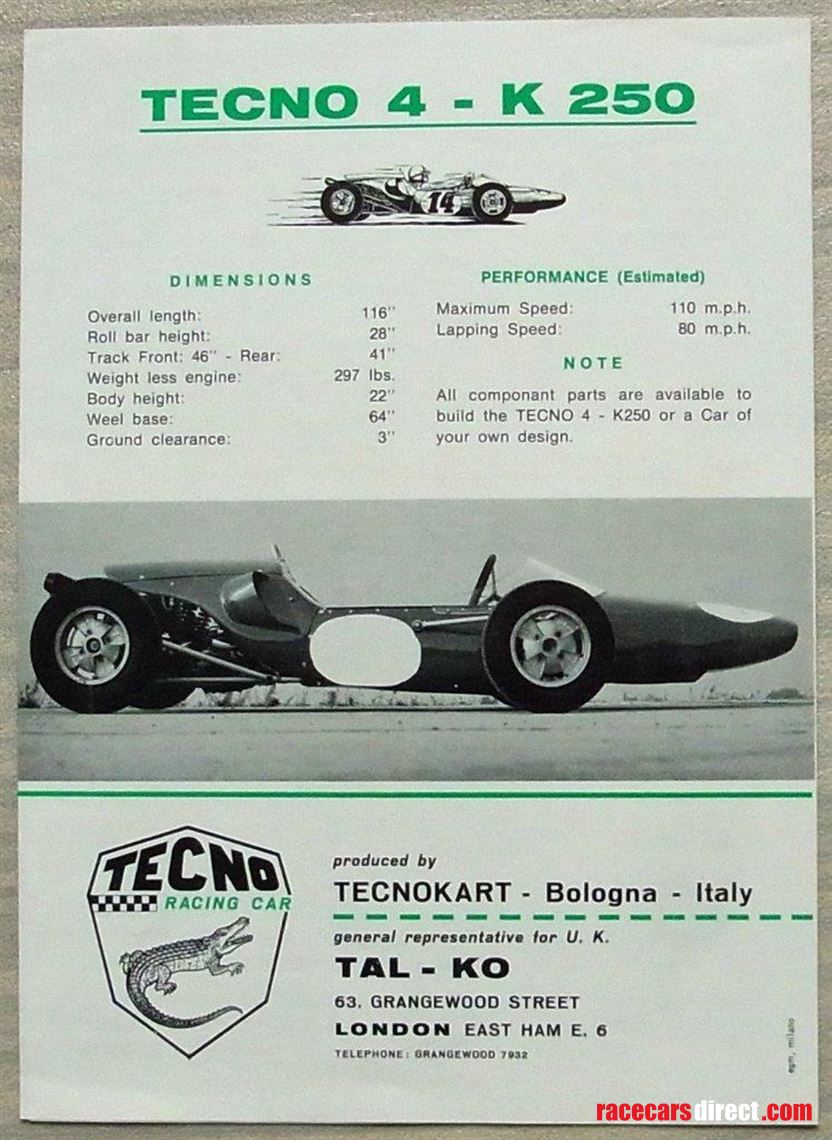 TECNO 4 - K 250
14
DIMENSIONS
Overall length: 116"
Roll bar height: 28"
Track Front: 46" - Rear: 41"
Weight less engine: 297 lbs.
Body height: 22"
Weel base: 64"
Ground clearance: 3"
PERFORMANCE (Estimated)
Maximum Speed: 110 m.p.h.
Lapping Speed: 80 m.p.h.
NOTE
All componant parts are available to
build the TECNO 4 - K250 or a Car of
your own design.
TECNO
RACING CAR
produced by
TECNOKART - Bologna - Italy
general representative for U. K.
TAL - KO
63, GRANGEWOOD STREET
LONDON EAST HAM E, 6
TELEPHONE: GRANGEWOOD 7932
egm, milano
racecarsdirect.com